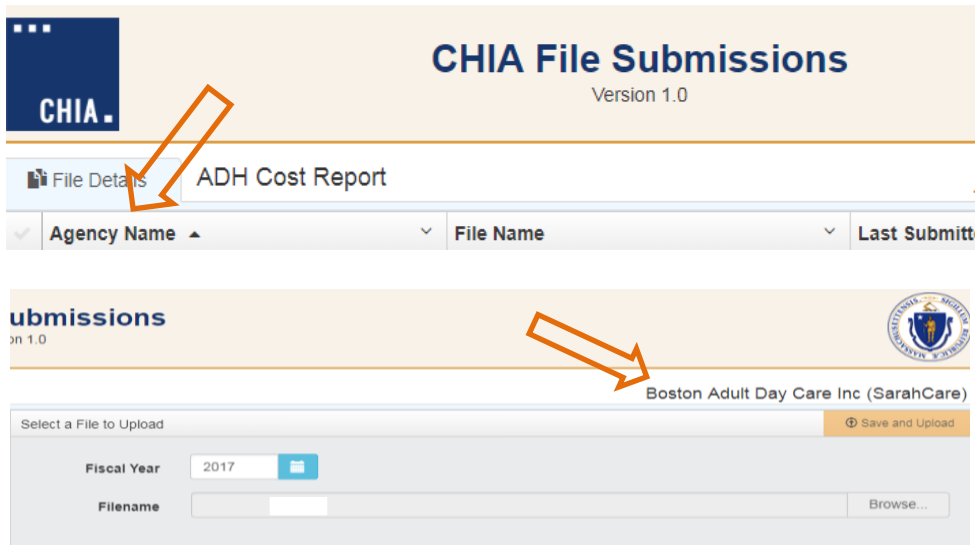 CHIA.
CHIA File Submissions
Version 1.0
File Details
ADH Cost Report
Agency Name
File Name
Last Submitt
ubmissions
on 1.0
Boston Adult Day Care Inc (SarahCare)
Select a File to Upload
Save and Upload
Fiscal Year
2017
Filename
Browse...